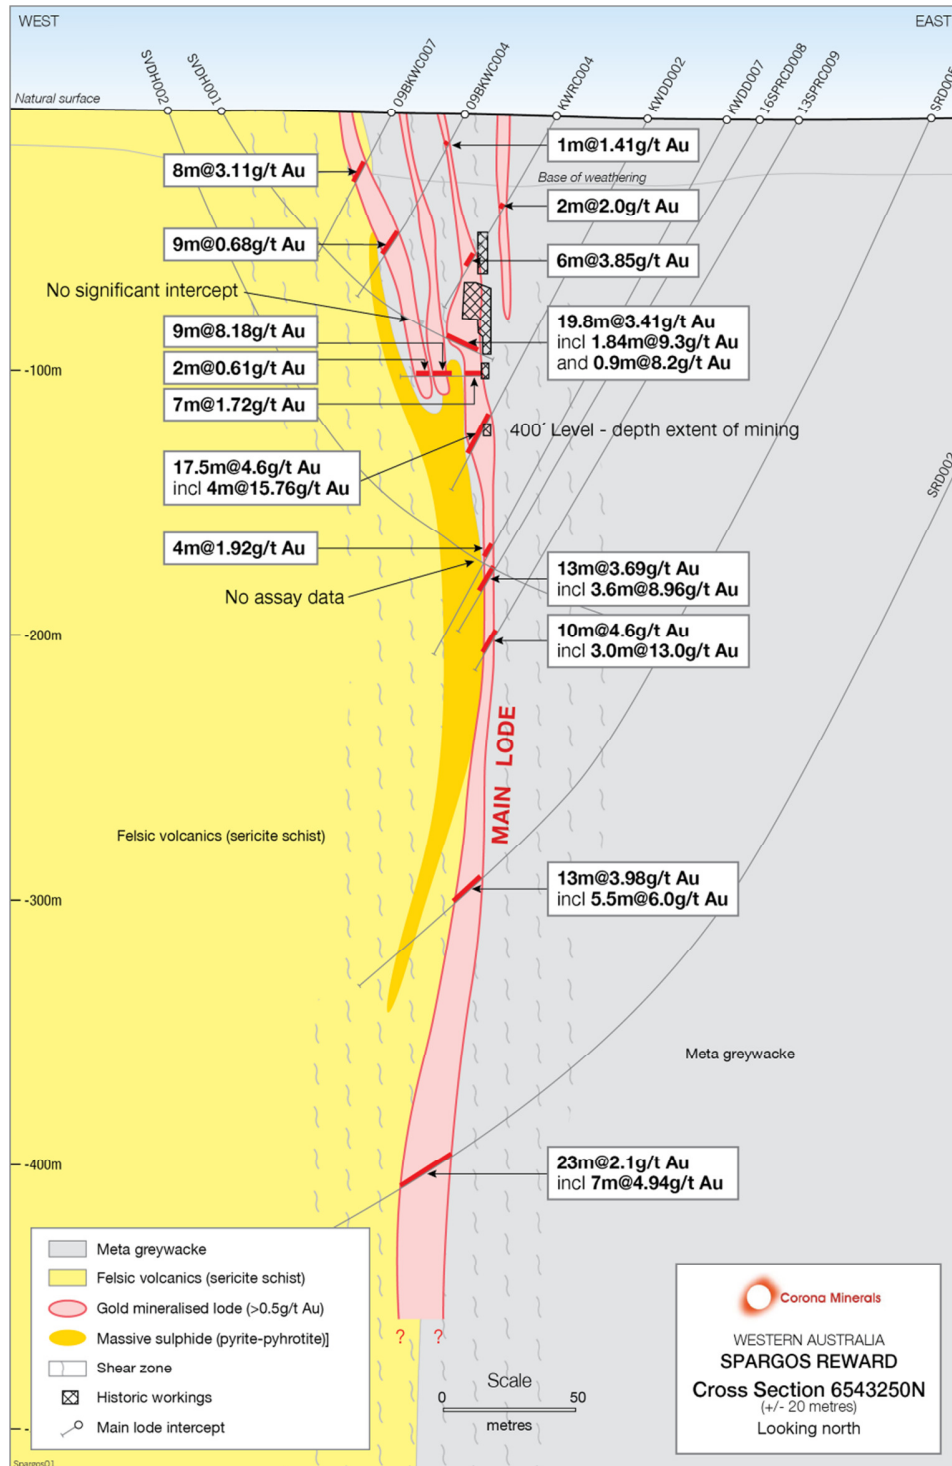 WEST
EAST
SVDH002
SVDH001
09BKWC007
09BKWC004
KWRC004
KWDD002
KWDD007
16SPRCD008
13SPRC009
SRD005
Natural surface
8m@3.11g/t Au
1m@1.41g/t Au
Base of weathering
2m@2.0g/t Au
9m@0.68g/t Au
6m@3.85g/t Au
No significant intercept
9m@8.18g/t Au
19.8m@3.41g/t Au
incl 1.84m@9.3g/t Au
and 0.9m@8.2g/t Au
-100m
2m@0.61g/t Au
7m@1.72g/t Au
400´ Level - depth extent of mining
17.5m@4.6g/t Au
incl 4m@15.76g/t Au
SRD002
4m@1.92g/t Au
13m@3.69g/t Au
incl 3.6m@8.96g/t Au
No assay data
-200m
10m@4.6g/t Au
incl 3.0m@13.0g/t Au
MAIN LODE
Felsic volcanics (sericite schist)
13m@3.98g/t Au
incl 5.5m@6.0g/t Au
-300m
Meta greywacke
-400m
23m@2.1g/t Au
incl 7m@4.94g/t Au
Meta greywacke
Felsic volcanics (sericite schist)
Gold mineralised lode (>0.5g/t Au)
Massive sulphide (pyrite-pyhrotite)]
Shear zone
Historic workings
Main lode intercept
? ?
Scale
0 50
metres
Corona Minerals
WESTERN AUSTRALIA
SPARGOS REWARD
Cross Section 6543250N
(+/- 20 metres)
Looking north
Spargos01